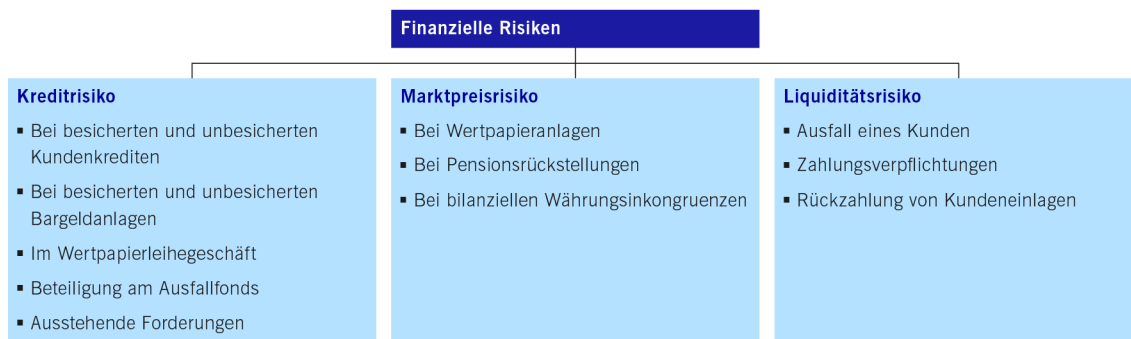 Finanzielle Risiken
Kreditrisiko
▪ Bei besicherten und unbesicherten
Kundenkrediten
▪ Bei besicherten und unbesicherten
Bargeldanlagen
▪ Im Wertpapierleihegeschäft
▪ Beteiligung am Ausfallfonds
▪ Ausstehende Forderungen
Marktpreisrisiko
▪ Bei Wertpapieranlagen
▪ Bei Pensionsrückstellungen
▪ Bei bilanziellen Währungsinkongruenzen
Liquiditätsrisiko
▪ Ausfall eines Kunden
▪ Zahlungsverpflichtungen
▪ Rückzahlung von Kundeneinlagen